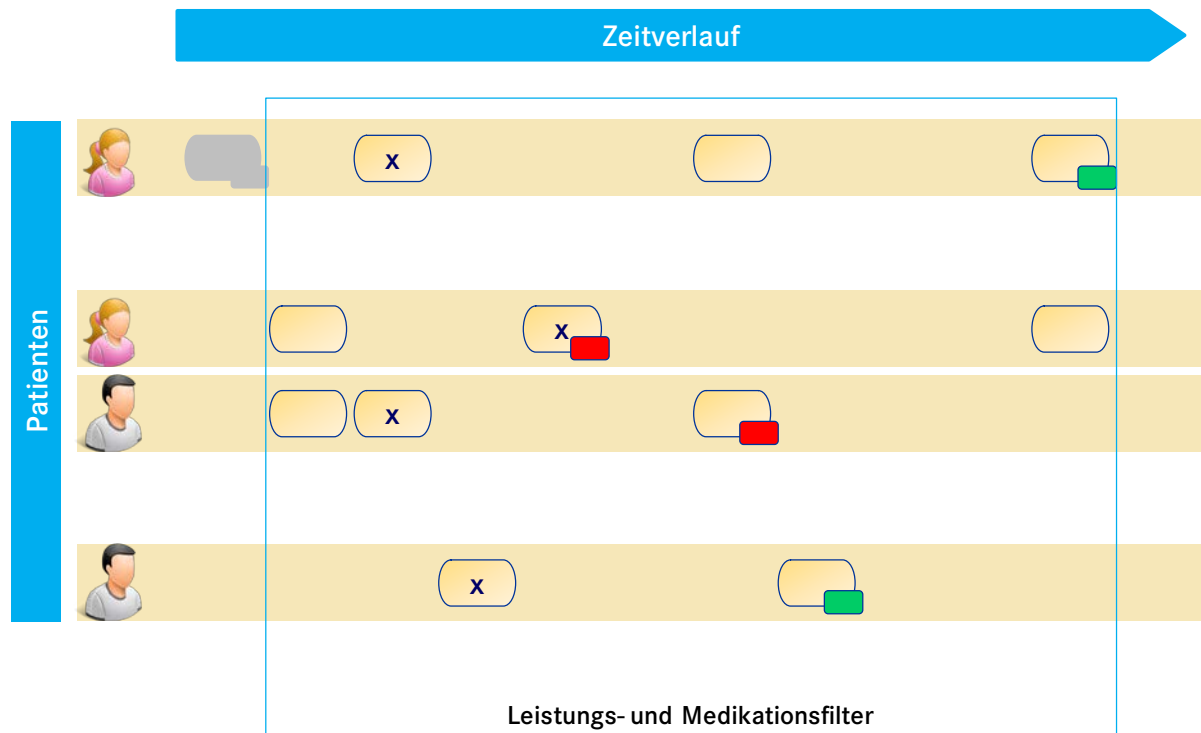 Zeitverlauf
Patienten
x
x
x
x
Leistungs- und Medikationsfilter